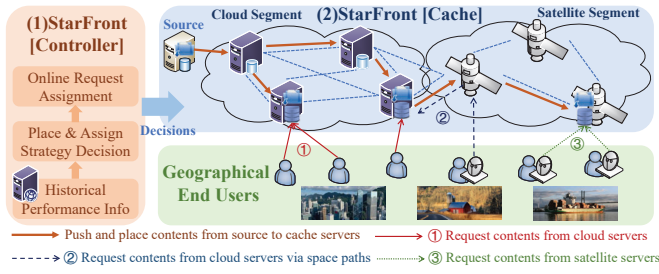 (1)StarFront
[Controller]
Online Request
Assignment
Place & Assign
Strategy Decision
Historical
Performance Info
Decisions
Source
Cloud Segment
(2)StarFront [Cache]
Satellite Segment
②
①
③
Geographical
End Users
Push and place contents from source to cache servers
① Request contents from cloud servers
② Request contents from cloud servers via space paths
③ Request contents from satellite servers